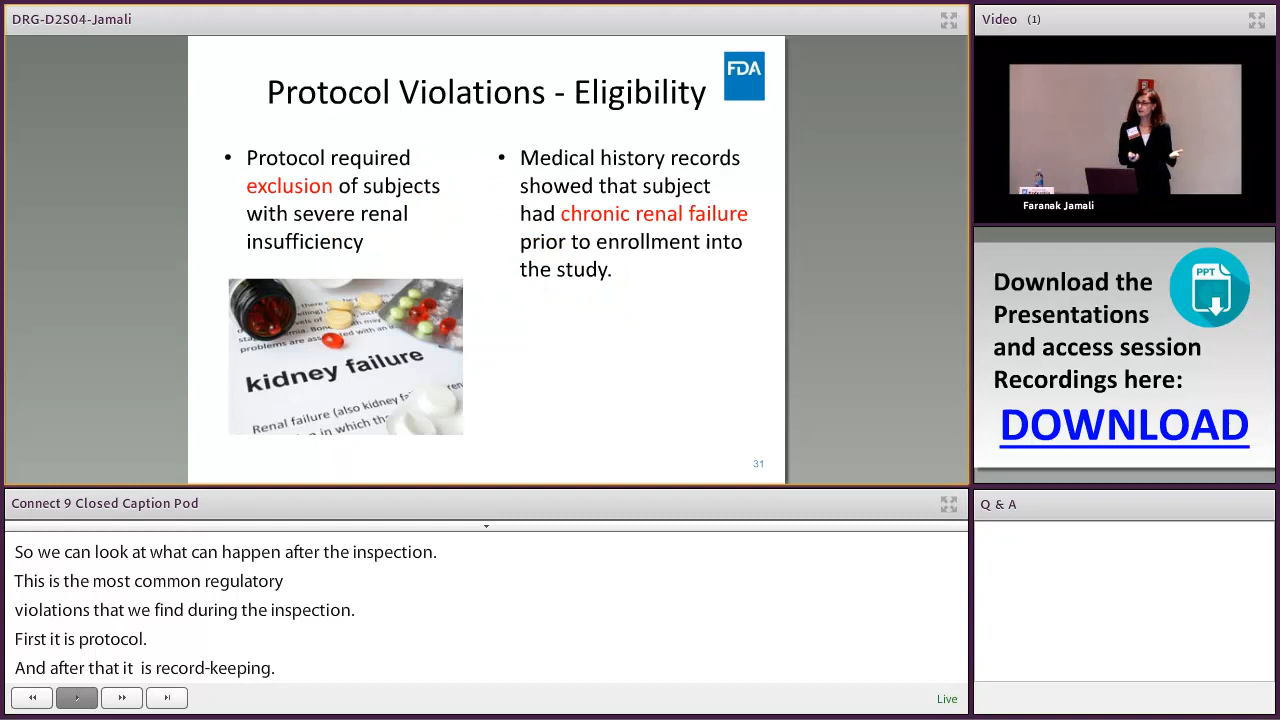 DRG-D2S04-Jamali
Protocol Violations - Eligibility
FDA
• Protocol required
exclusion of subjects
with severe renal
insufficiency
• Medical history records
showed that subject
had chronic renal failure
prior to enrollment into
the study.
kidney failure
Renal failure (also kidney
in which
problems are
31
Video (1)
Faranak Jamali
PPT
Download the
Presentations
and access session
Recordings here:
DOWNLOAD
Connect 9 Closed Caption Pod
So we can look at what can happen after the inspection.
This is the most common regulatory
violations that we find during the inspection.
First it is protocol.
And after that it is record-keeping.
Live
Q & A